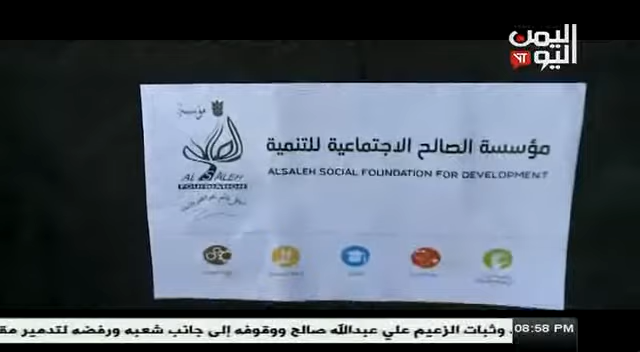 اليمن
اليوم
مؤسسة
AL SALEH
FOUNDATION
مؤسسة الصالح الاجتماعية للتنمية
ALSALEH SOCIAL FOUNDATION FOR DEVELOPMENT
وثبات الزعيم علي عبدالله صالح ووقوفه إلى جانب شعبه ورفضه لتدمير
08:58 PM